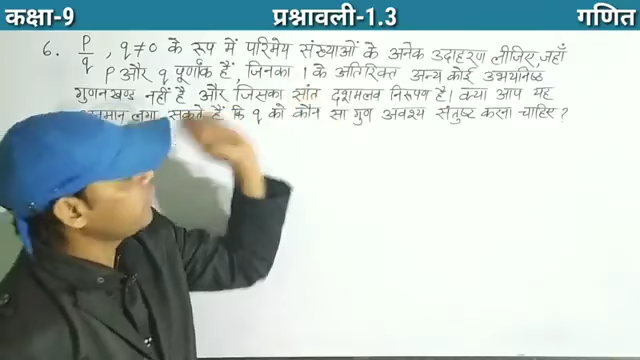 कक्षा-9 प्रश्नावली-1.3 गणित
6. p/q, q≠0 के रूप में परिमेय संख्याओं के अनेक उदाहरण लीजिए, जहाँ
p और q पूर्णांक हैं, जिनका 1 के अतिरिक्त अन्य कोई उभयनिष्ठ
गुणनखण्ड नहीं है और जिसका सांत दशमलव निरूपण है। क्या आप यह
लगा सकते हैं कि q को कौन सा गुण अवश्य संतुष्ट करना चाहिए?